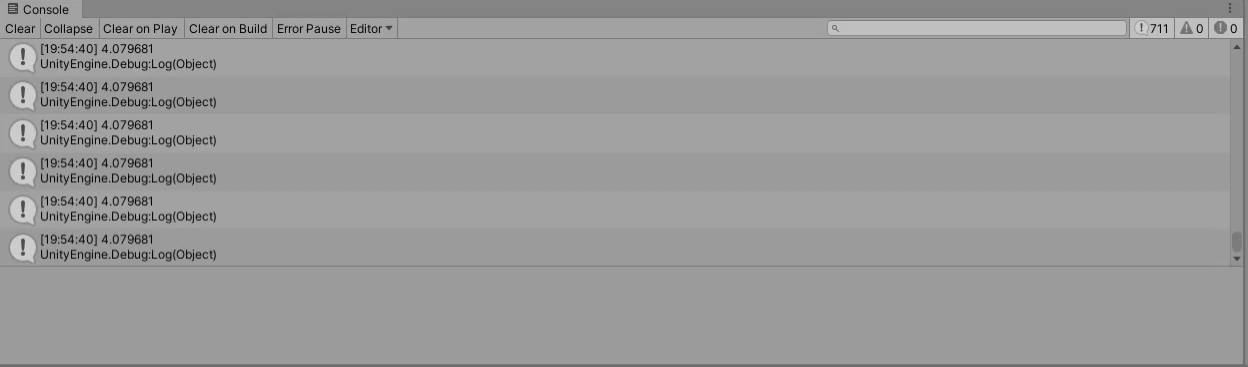 Console
Clear Collapse Clear on Play Clear on Build Error Pause Editor 711 0 0
[19:54:40] 4.079681
UnityEngine.Debug:Log(Object)
[19:54:40] 4.079681
UnityEngine.Debug:Log(Object)
[19:54:40] 4.079681
UnityEngine.Debug:Log(Object)
[19:54:40] 4.079681
UnityEngine.Debug:Log(Object)
[19:54:40] 4.079681
UnityEngine.Debug:Log(Object)
[19:54:40] 4.079681
UnityEngine.Debug:Log(Object)